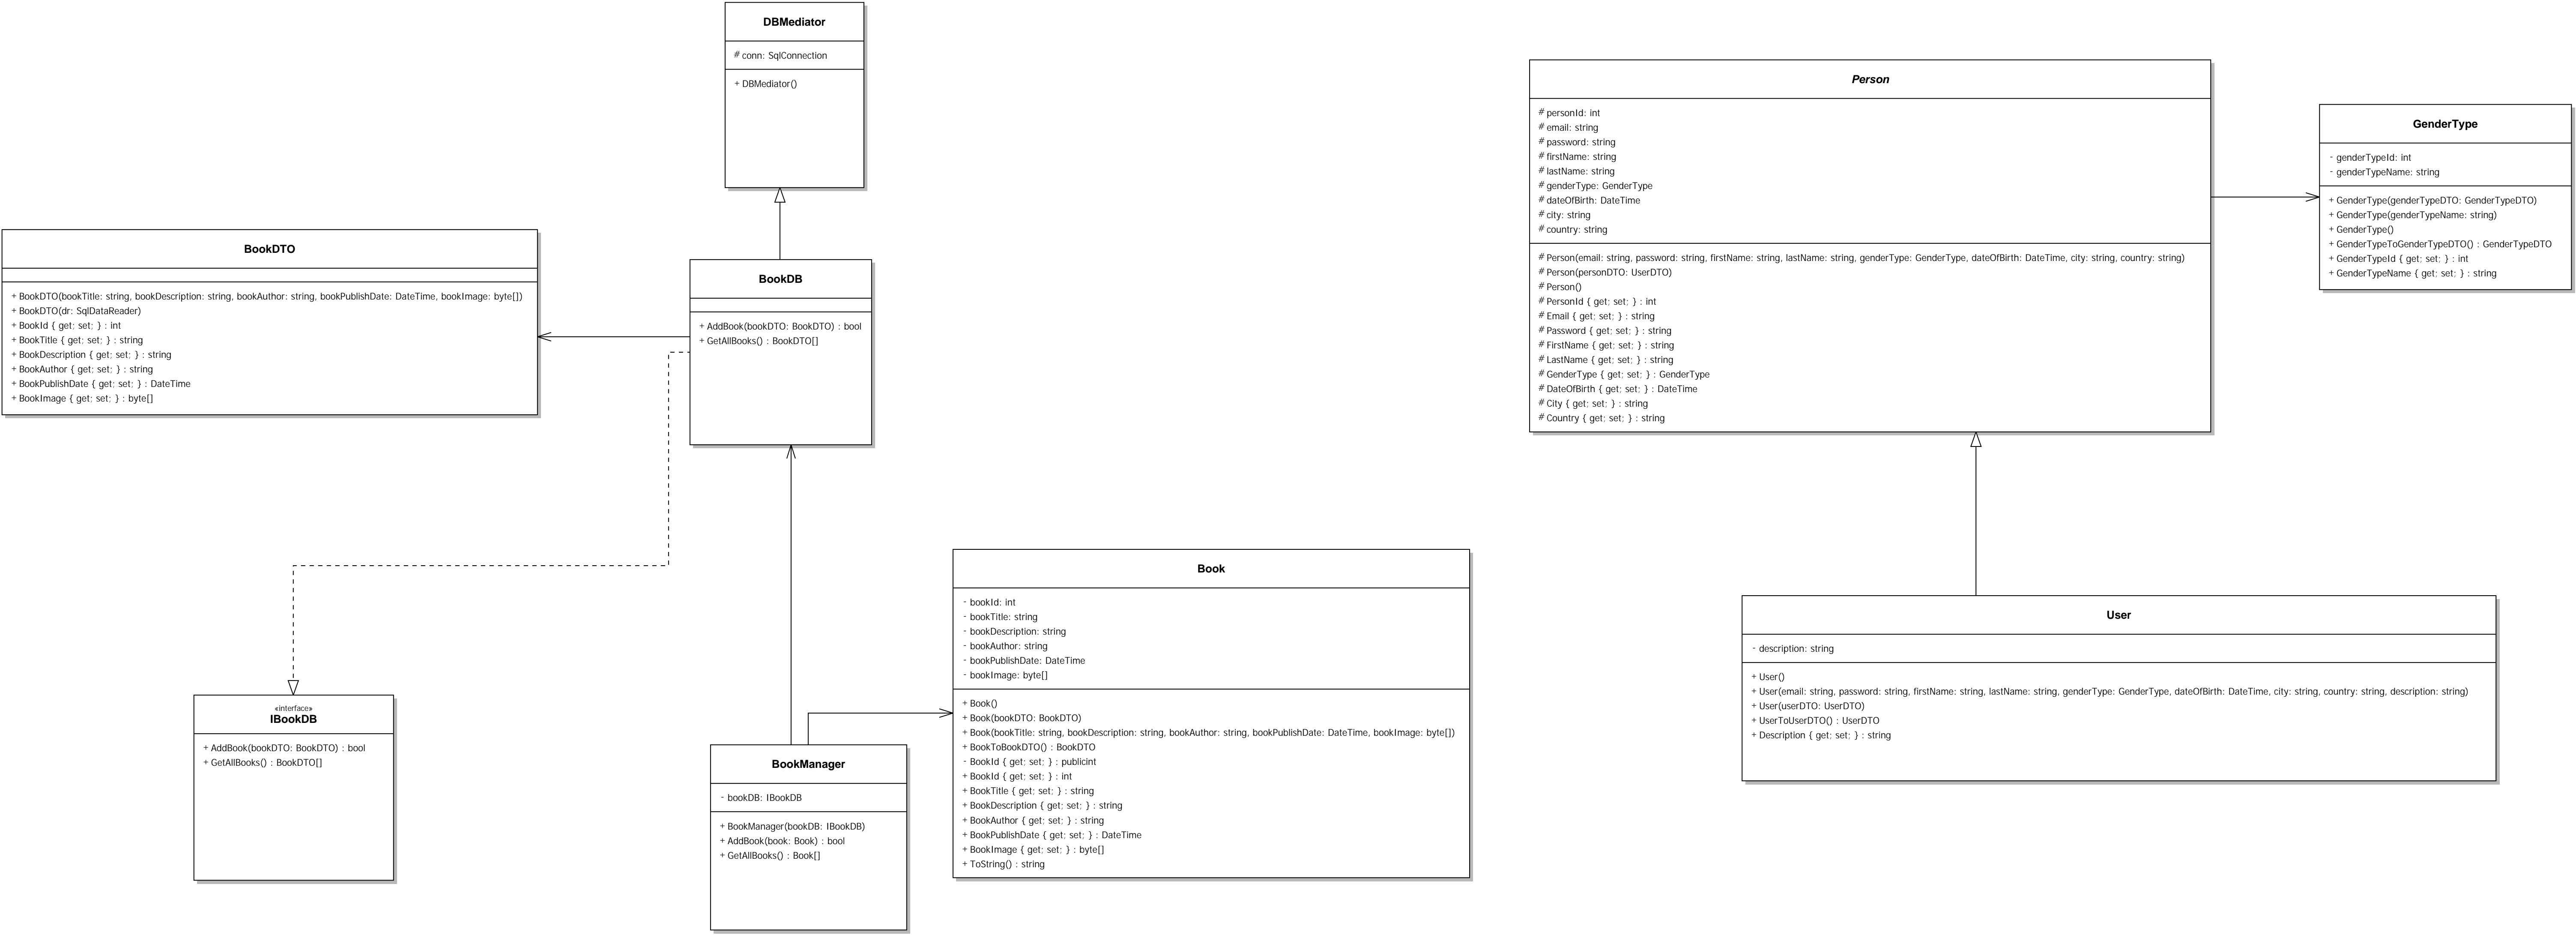 DBMediator
# conn: SqlConnection
+ DBMediator()
Person
# personId: int
# email: string
# password: string
# firstName: string
# lastName: string
# genderType: GenderType
# dateOfBirth: DateTime
# city: string
# country: string
# Person(email: string, password: string, firstName: string, lastName: string, genderType: GenderType, dateOfBirth: DateTime, city: string, country: string)
# Person(personDTO: UserDTO)
# Person()
# PersonId { get; set; } : int
# Email { get; set; } : string
# Password { get; set; } : string
# FirstName { get; set; } : string
# LastName { get; set; } : string
# GenderType { get; set; } : GenderType
# DateOfBirth { get; set; } : DateTime
# City { get; set; } : string
# Country { get; set; } : string
GenderType
- genderTypeId: int
- genderTypeName: string
+ GenderType(genderTypeDTO: GenderTypeDTO)
+ GenderType(genderTypeName: string)
+ GenderType()
+ GenderTypeToGenderTypeDTO() : GenderTypeDTO
+ GenderTypeId { get; set; } : int
+ GenderTypeName { get; set; } : string
BookDTO
+ BookDTO(bookTitle: string, bookDescription: string, bookAuthor: string, bookPublishDate: DateTime, bookImage: byte[])
+ BookDTO(dr: SqlDataReader)
+ BookId { get; set; } : int
+ BookTitle { get; set; } : string
+ BookDescription { get; set; } : string
+ BookAuthor { get; set; } : string
+ BookPublishDate { get; set; } : DateTime
+ BookImage { get; set; } : byte[]
BookDB
+ AddBook(bookDTO: BookDTO) : bool
+ GetAllBooks() : BookDTO[]
Book
- bookId: int
- bookTitle: string
- bookDescription: string
- bookAuthor: string
- bookPublishDate: DateTime
- bookImage: byte[]
+ Book()
+ Book(bookDTO: BookDTO)
+ Book(bookTitle: string, bookDescription: string, bookAuthor: string, bookPublishDate: DateTime, bookImage: byte[])
+ BookToBookDTO() : BookDTO
- BookId { get; set; } : publicint
+ BookId { get; set; } : int
+ BookTitle { get; set; } : string
+ BookDescription { get; set; } : string
+ BookAuthor { get; set; } : string
+ BookPublishDate { get; set; } : DateTime
+ BookImage { get; set; } : byte[]
+ ToString() : string
User
- description: string
+ User()
+ User(email: string, password: string, firstName: string, lastName: string, genderType: GenderType, dateOfBirth: DateTime, city: string, country: string, description: string)
+ User(userDTO: UserDTO)
+ UserToUserDTO() : UserDTO
+ Description { get; set; } : string
«interface»
IBookDB
+ AddBook(bookDTO: BookDTO) : bool
+ GetAllBooks() : BookDTO[]
BookManager
- bookDB: IBookDB
+ BookManager(bookDB: IBookDB)
+ AddBook(book: Book) : bool
+ GetAllBooks() : Book[]